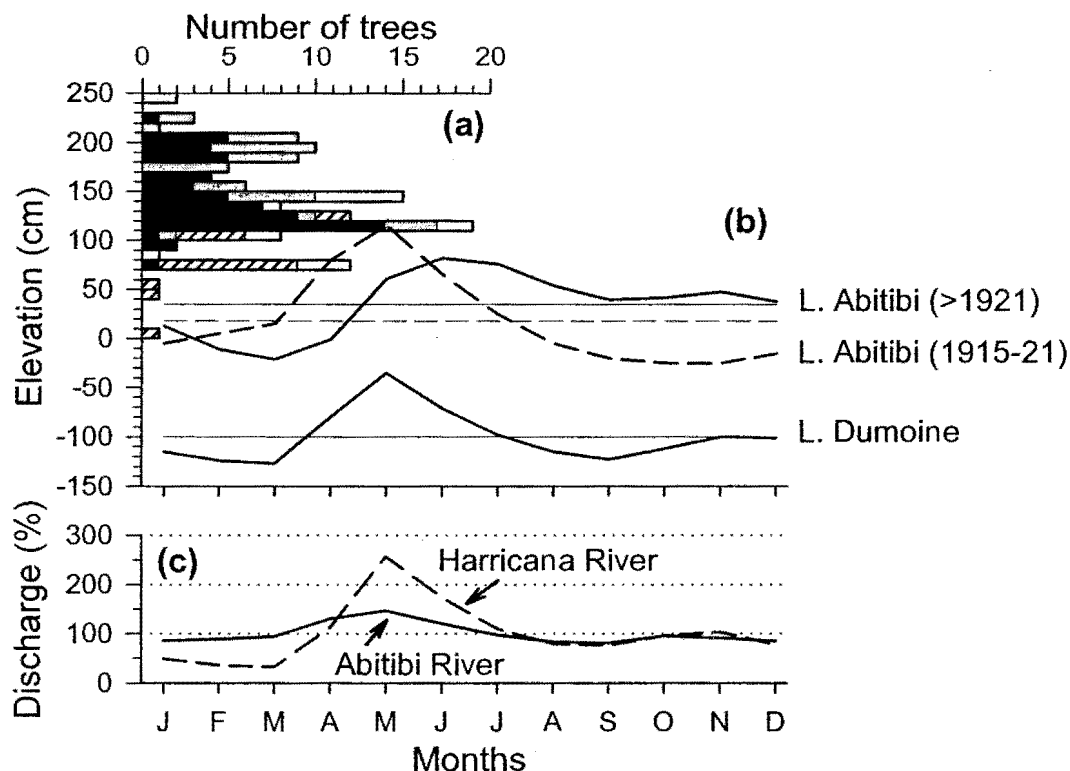 Number of trees
0 5 10 15 20
250
200
150
100
50
0
-50
-100
-150
Elevation (cm)
(a)
(b)
L. Abitibi (>1921)
L. Abitibi (1915-21)
L. Dumoine
300
200
100
0
Discharge (%)
(c)
Harricana River
Abitibi River
J F M A M J J A S O N D
Months